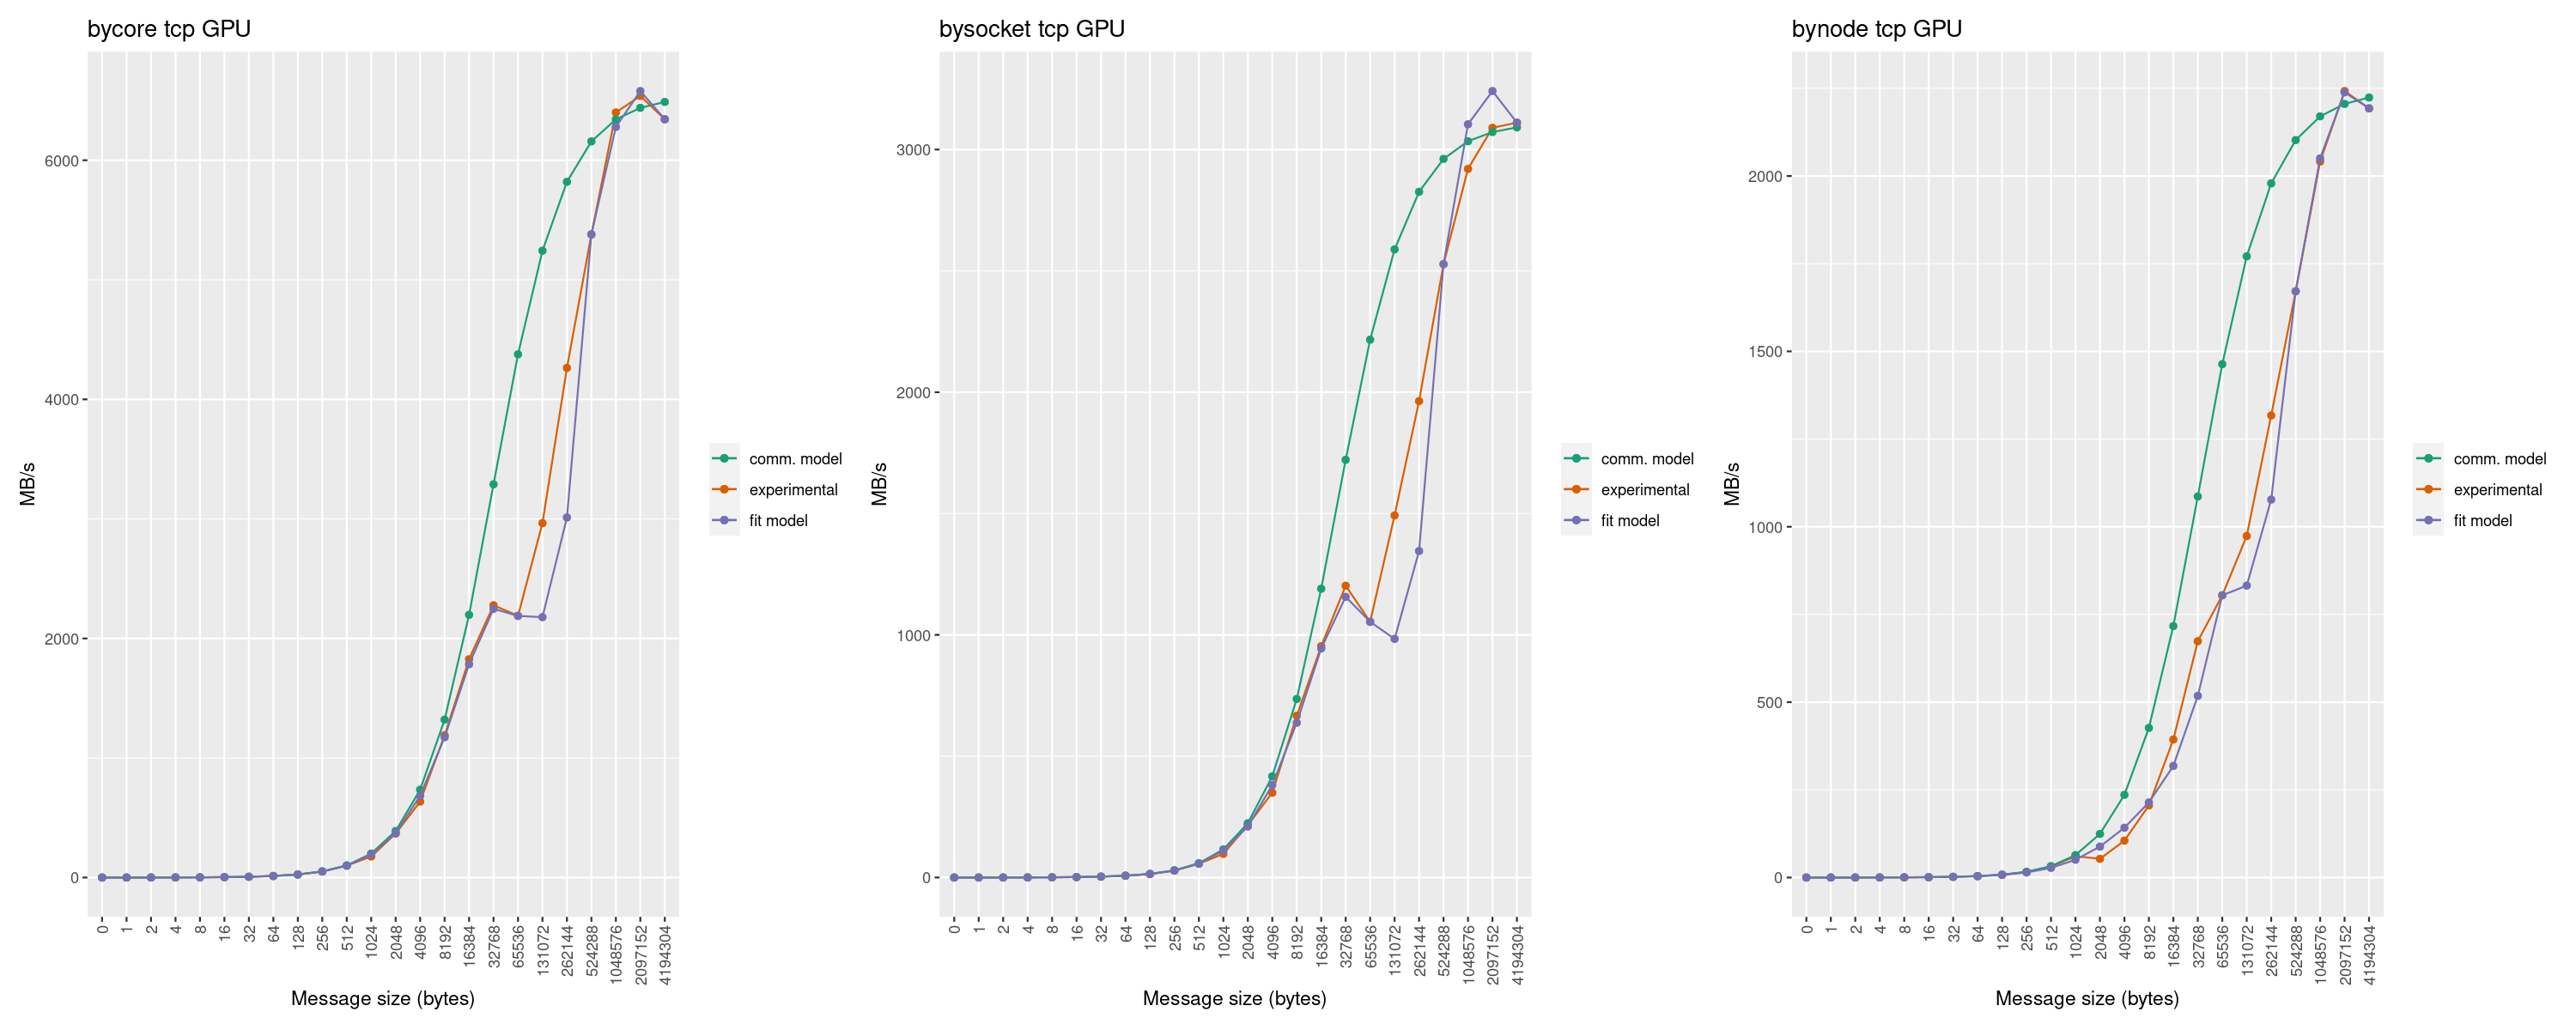 bycore tcp GPU
MB/s
6000
4000
2000
0
0 1 2 4 8 16 32 64 128 256 512 1024 2048 4096 8192 16384 32768 65536 131072 262144 524288 1048576 2097152 4194304
Message size (bytes)
comm. model
experimental
fit model
bysocket tcp GPU
MB/s
3000
2000
1000
0
0 1 2 4 8 16 32 64 128 256 512 1024 2048 4096 8192 16384 32768 65536 131072 262144 524288 1048576 2097152 4194304
Message size (bytes)
comm. model
experimental
fit model
bynode tcp GPU
MB/s
2000
1500
1000
500
0
0 1 2 4 8 16 32 64 128 256 512 1024 2048 4096 8192 16384 32768 65536 131072 262144 524288 1048576 2097152 4194304
Message size (bytes)
comm. model
experimental
fit model